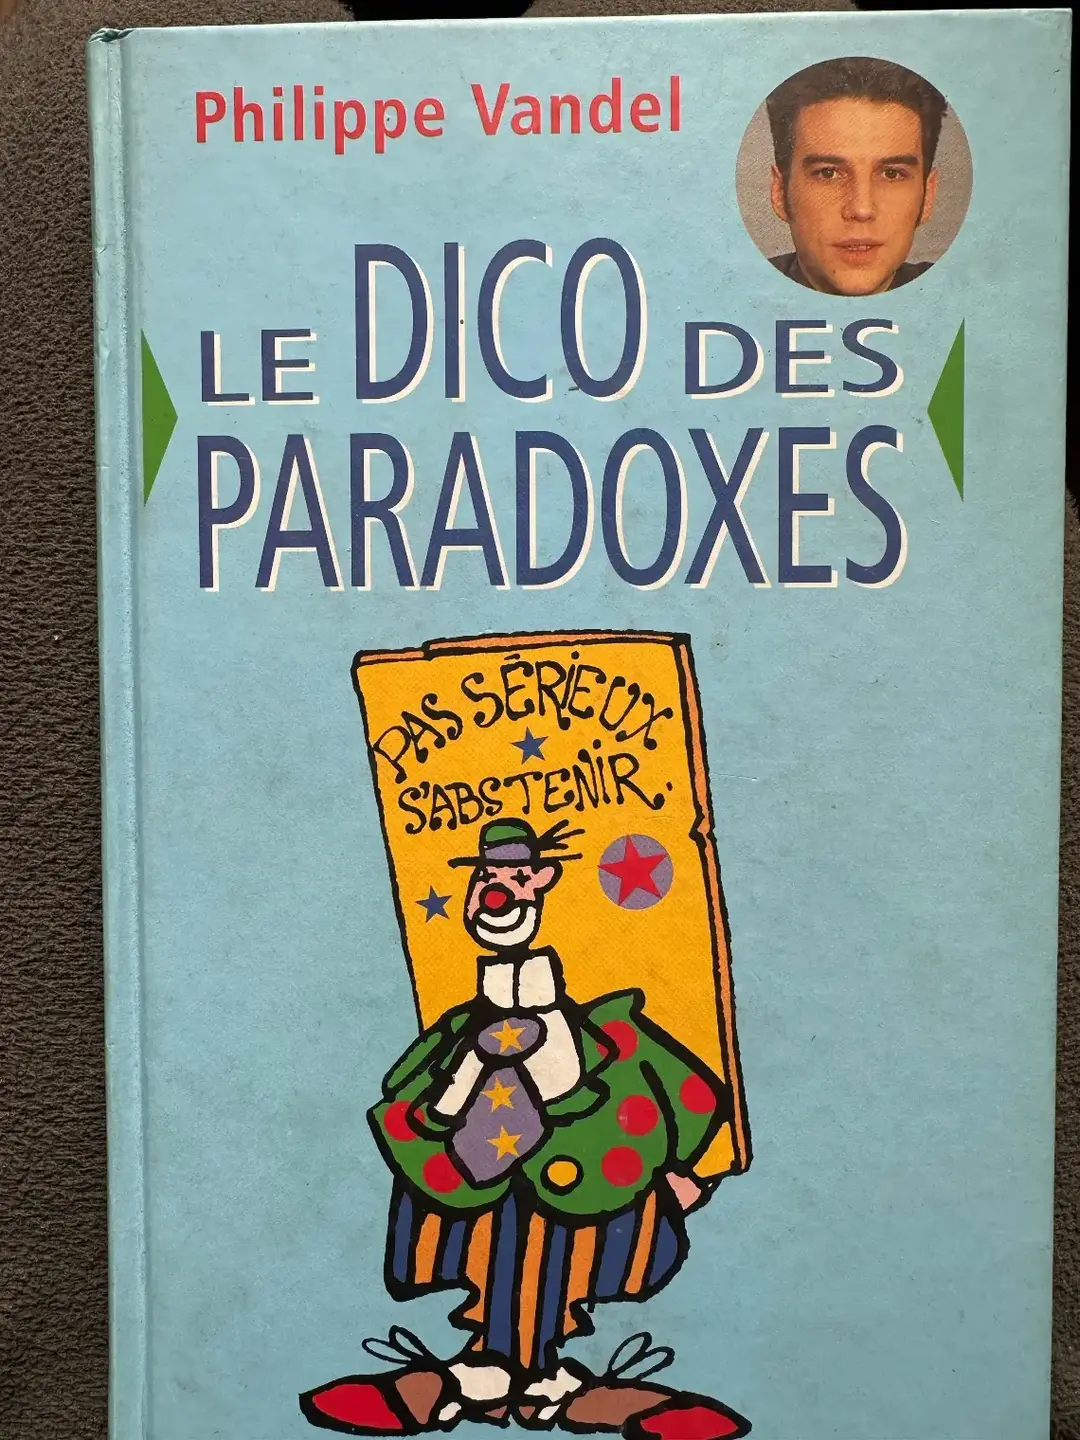 Philippe Vandel
LE DICO DES
PARADOXES
PAS SÉRIEUX
S'ABSTENIR.